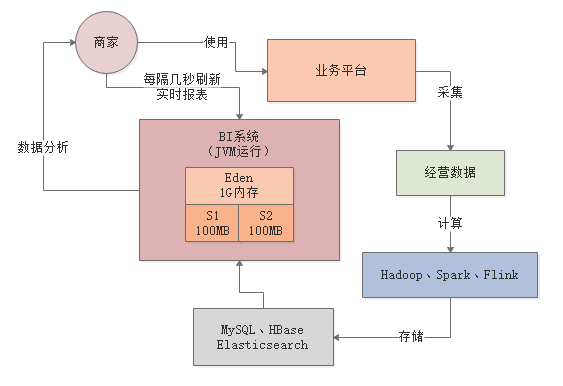 商家
使用
业务平台
每隔几秒刷新
实时报表
采集
数据分析
BI系统
（JVM运行）
Eden
1G内存
S1
100MB
S2
100MB
经营数据
计算
Hadoop、Spark、Flink
存储
MySQL、HBase
Elasticsearch